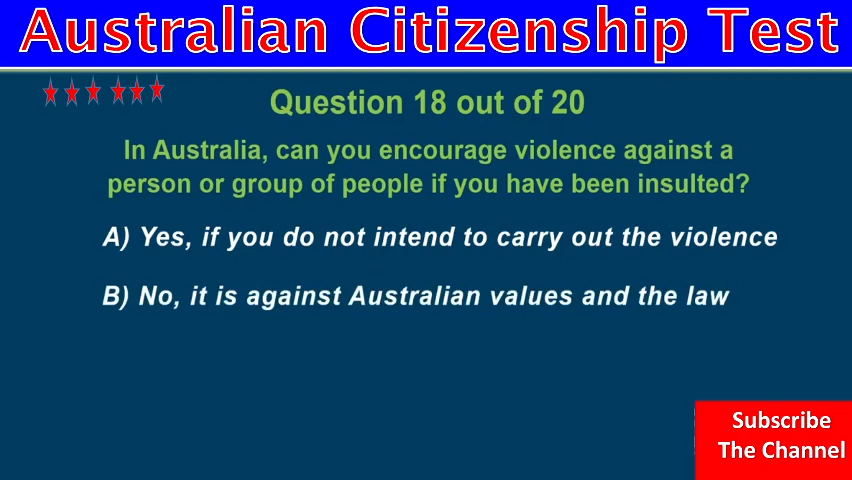 Australian Citizenship Test
Question 18 out of 20
In Australia, can you encourage violence against a
person or group of people if you have been insulted?
A) Yes, if you do not intend to carry out the violence
B) No, it is against Australian values and the law
Subscribe
The Channel